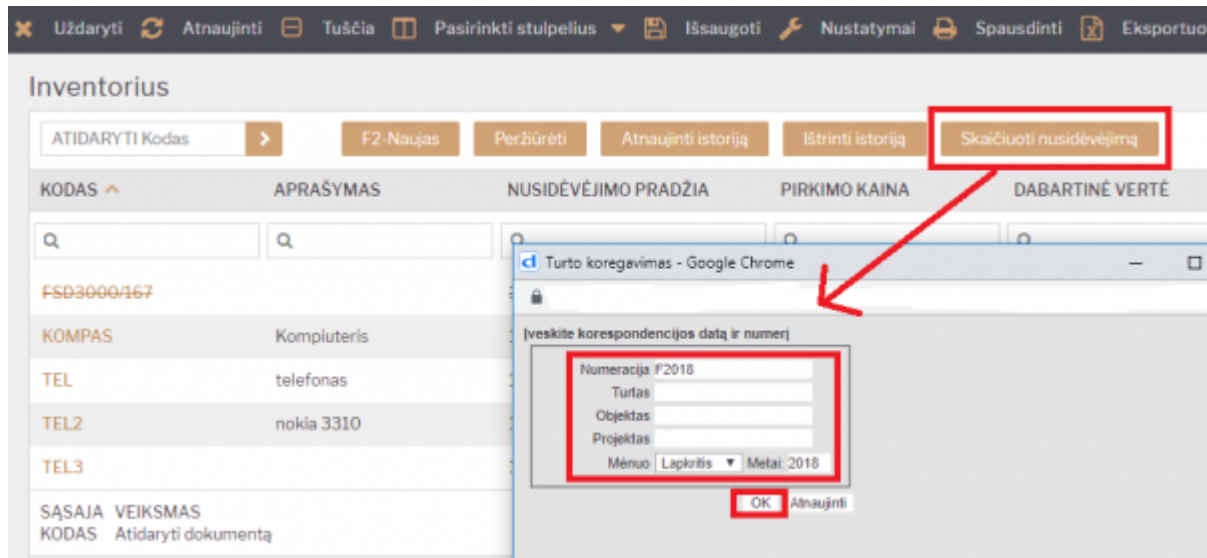 Uždaryti Atnaujinti Tuščia Pasirinkti stulpelius Išsaugoti Nustatymai Spausdinti Eksportuo
Inventorius
ATIDARYTI Kodas F2-Naujas Peržiūrėti Atnaujinti istoriją Ištrinti istoriją Skaičiuoti nusidėvėjimą
KODAS APRAŠYMAS NUSIDĖVĖJIMO PRADŽIA PIRKIMO KAINA DABARTINĖ VERTĖ
FSD3000/167
KOMPAS Kompiuteris
TEL telefonas
TEL2 nokia 3310
TEL3
SĄSAJA VEIKSMAS
KODAS Atidaryti dokumentą
Turto koregavimas - Google Chrome
Įveskite korespondencijos datą ir numerį
Numeracija F2018
Turtas
Objektas
Projektas
Mėnuo Lapkritis Metai: 2018
OK Atnaujinti